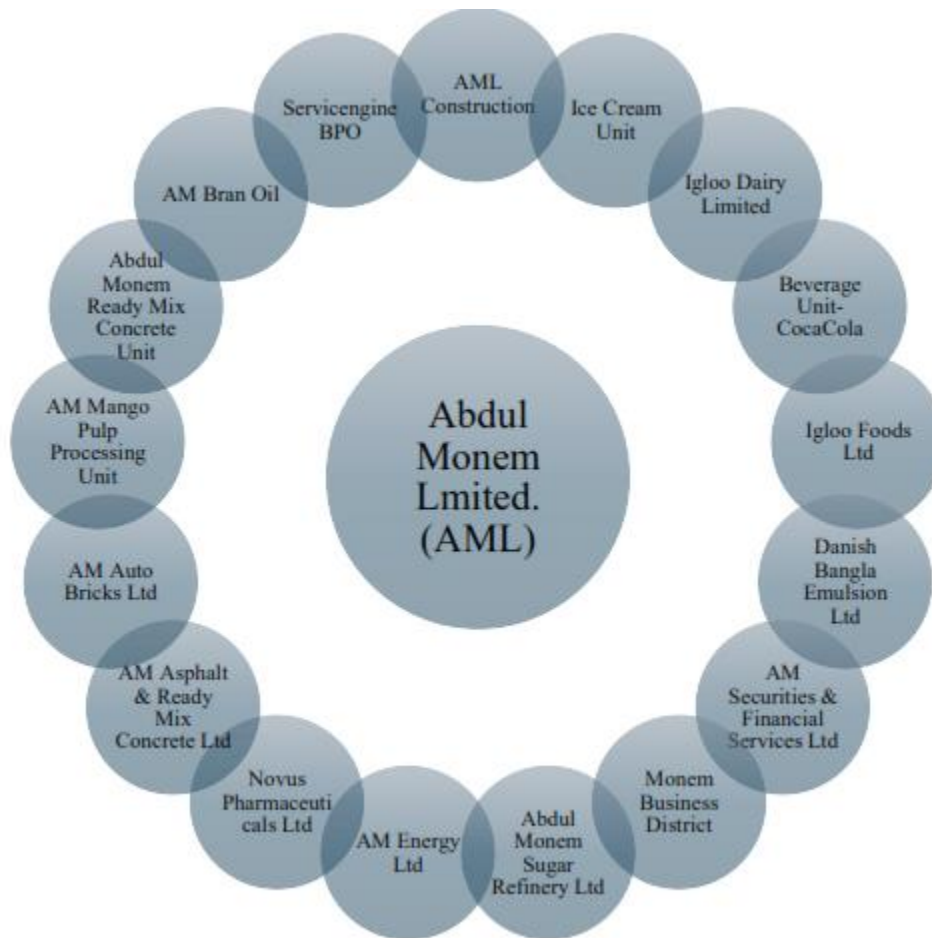 AML
Construction
Ice Cream
Unit
Igloo Dairy
Limited
Beverage
Unit-
CocaCola
Igloo Foods
Ltd
Danish
Bangla
Emulsion
Ltd
AM
Securities &
Financial
Services Ltd
Monem
Business
District
Abdul
Monem
Sugar
Refinery Ltd
AM Energy
Ltd
Novus
Pharmaceuti
cals Ltd
AM Asphalt
& Ready
Mix
Concrete Ltd
AM Auto
Bricks Ltd
AM Mango
Pulp
Processing
Unit
Abdul
Monem
Ready Mix
Concrete
Unit
AM Bran Oil
Servicengine
BPO
Abdul
Monem
Lmited.
(AML)